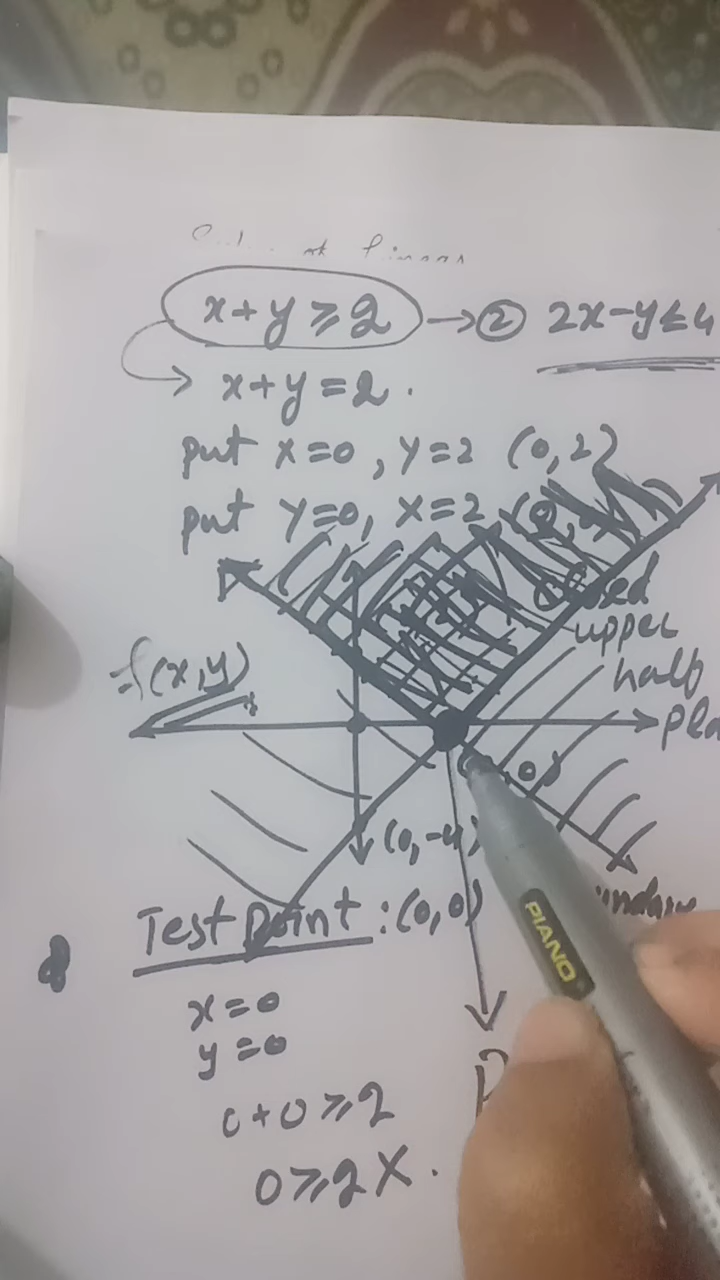 x+y≥2 → ② 2x-y≤4
→ x+y=2.
put x=0, y=2 (0,2)
put y=0, x=2
upper
half
f(x,y)
(0,-4)
Test point: (0,0)
x=0
y=0
0+0≥2
0≥2 X.
PIANO